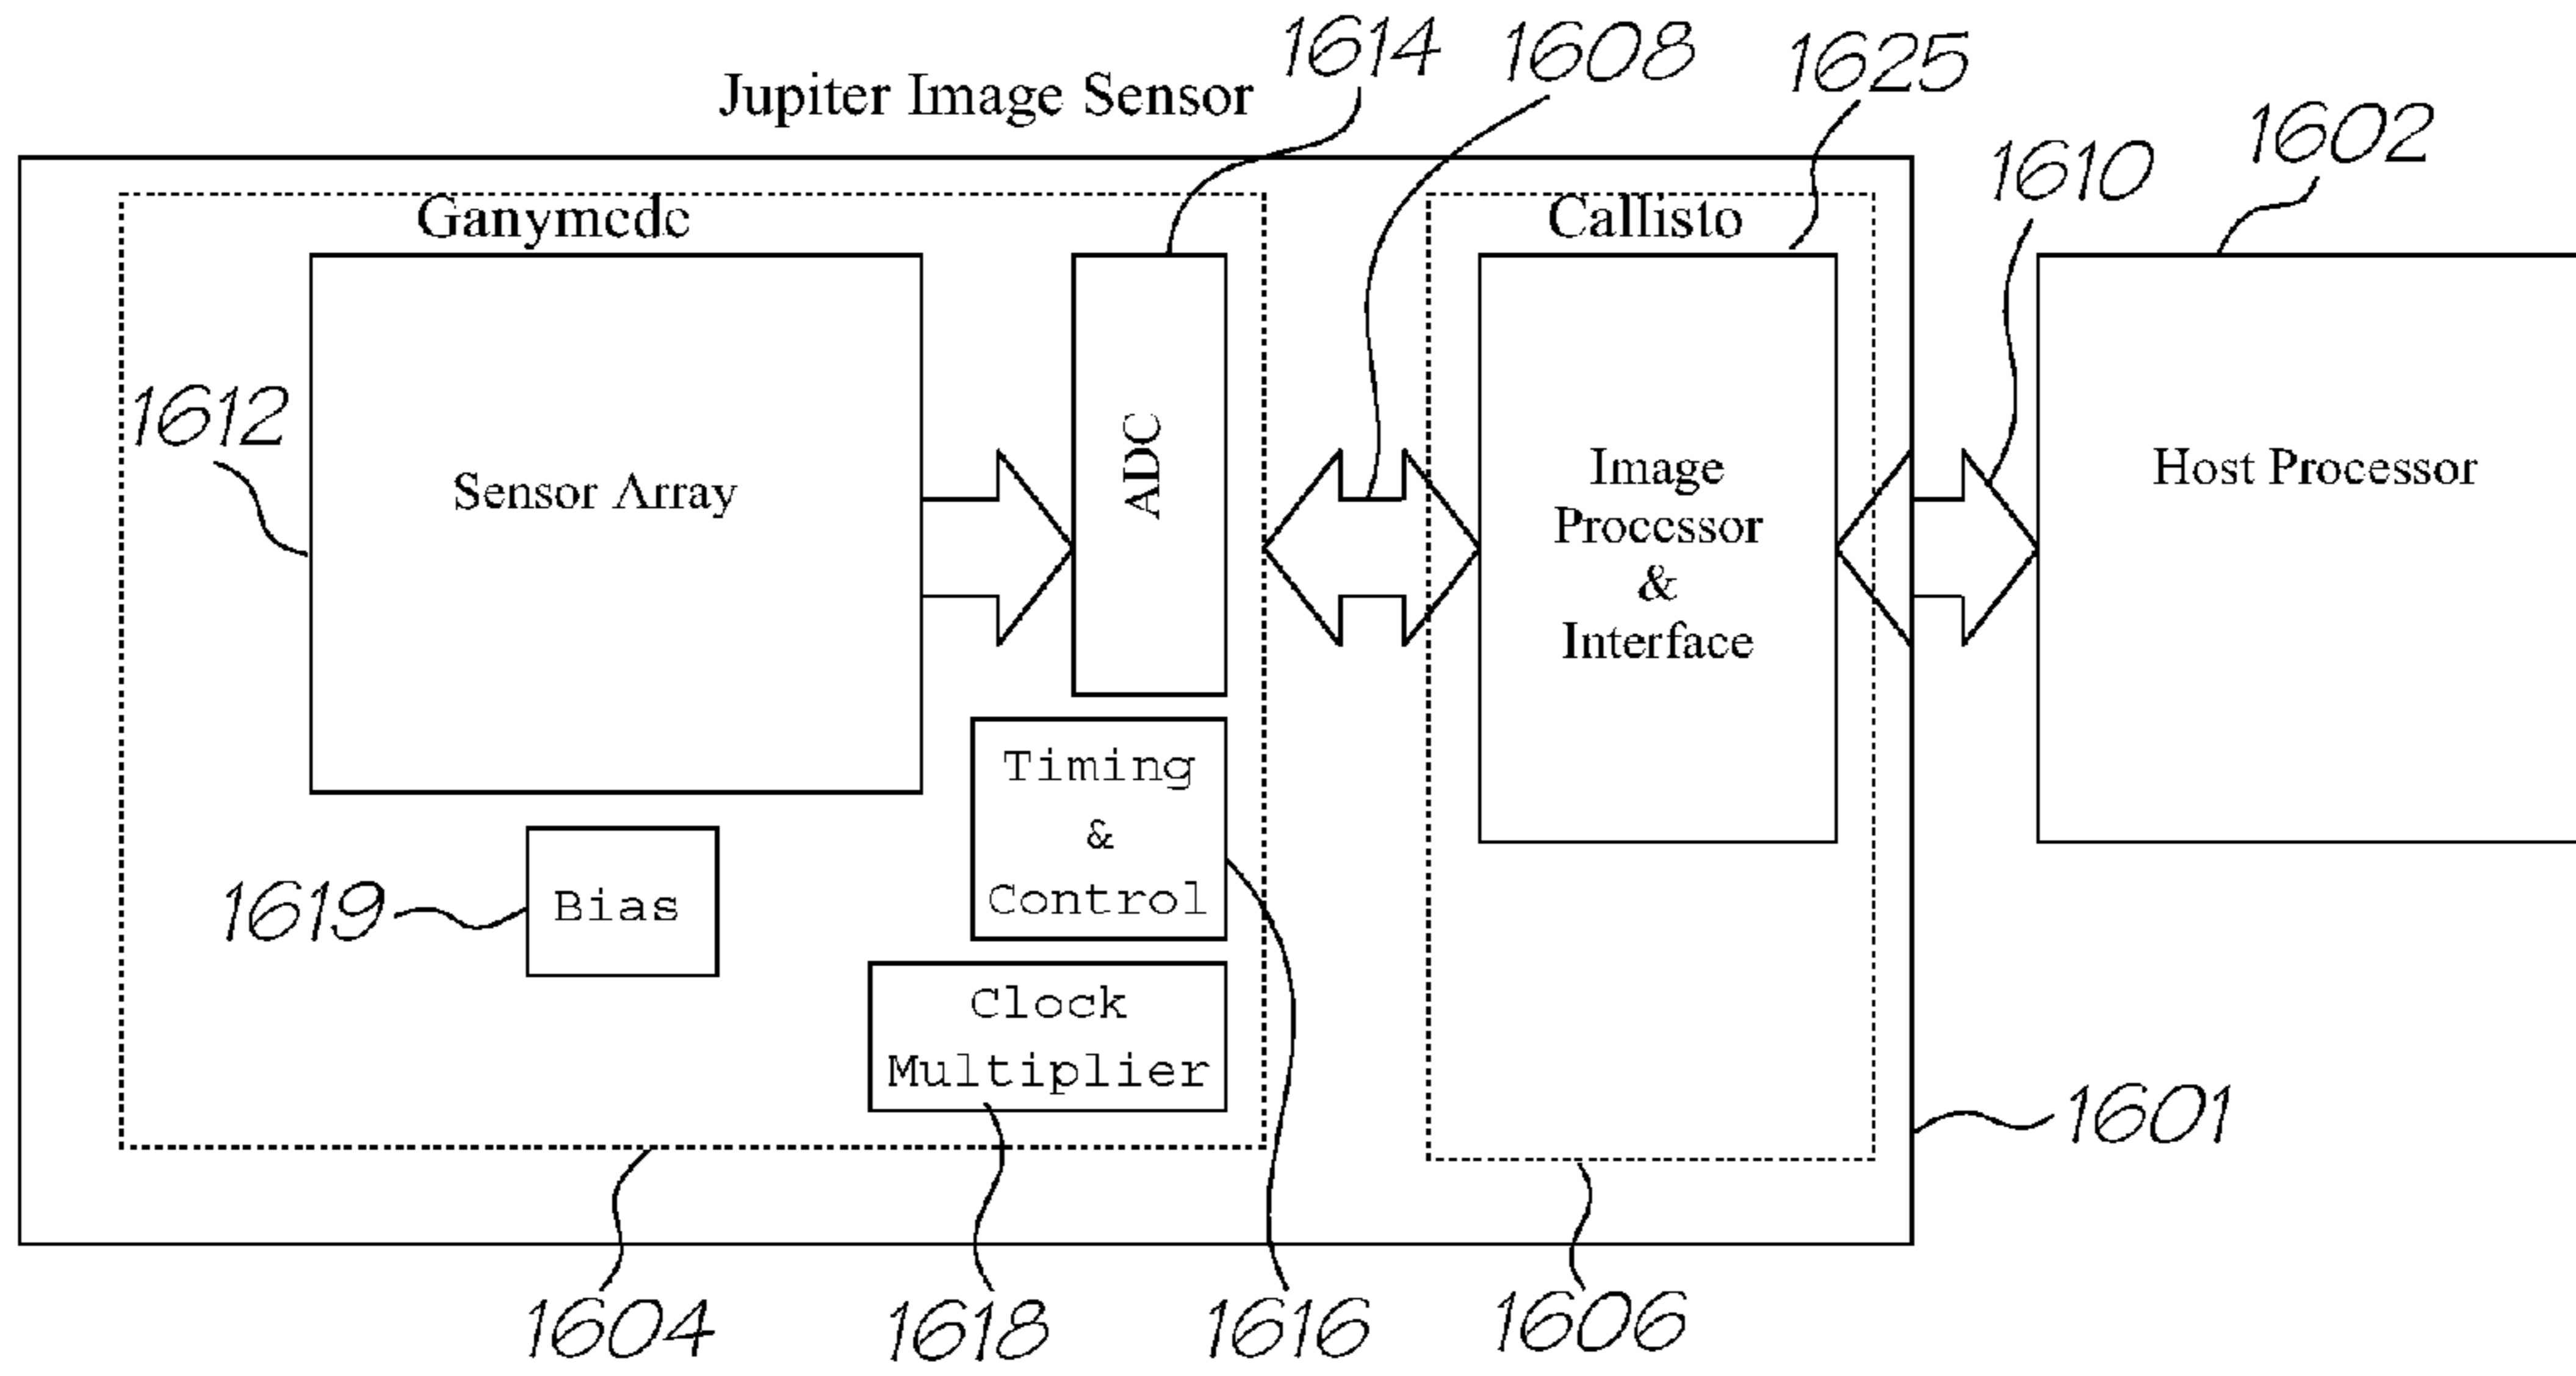 Jupiter Image Sensor
1614
1608
1625
1610
1602
Ganymede
Callisto
1612
Sensor Array
ADC
Image
Processor
&
Interface
Host Processor
Timing
&
Control
1619
Bias
Clock
Multiplier
1601
1604
1618
1616
1606